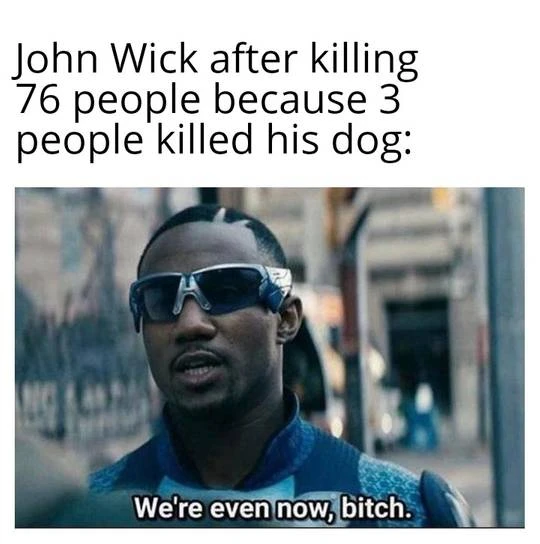 John Wick after killing
76 people because 3
people killed his dog:
We're even now, bitch.